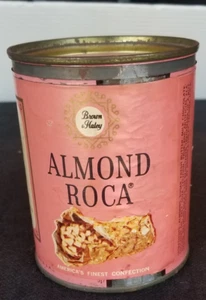 Brown
& Haley
ALMOND
ROCA®
AMERICA'S FINEST CONFECTION